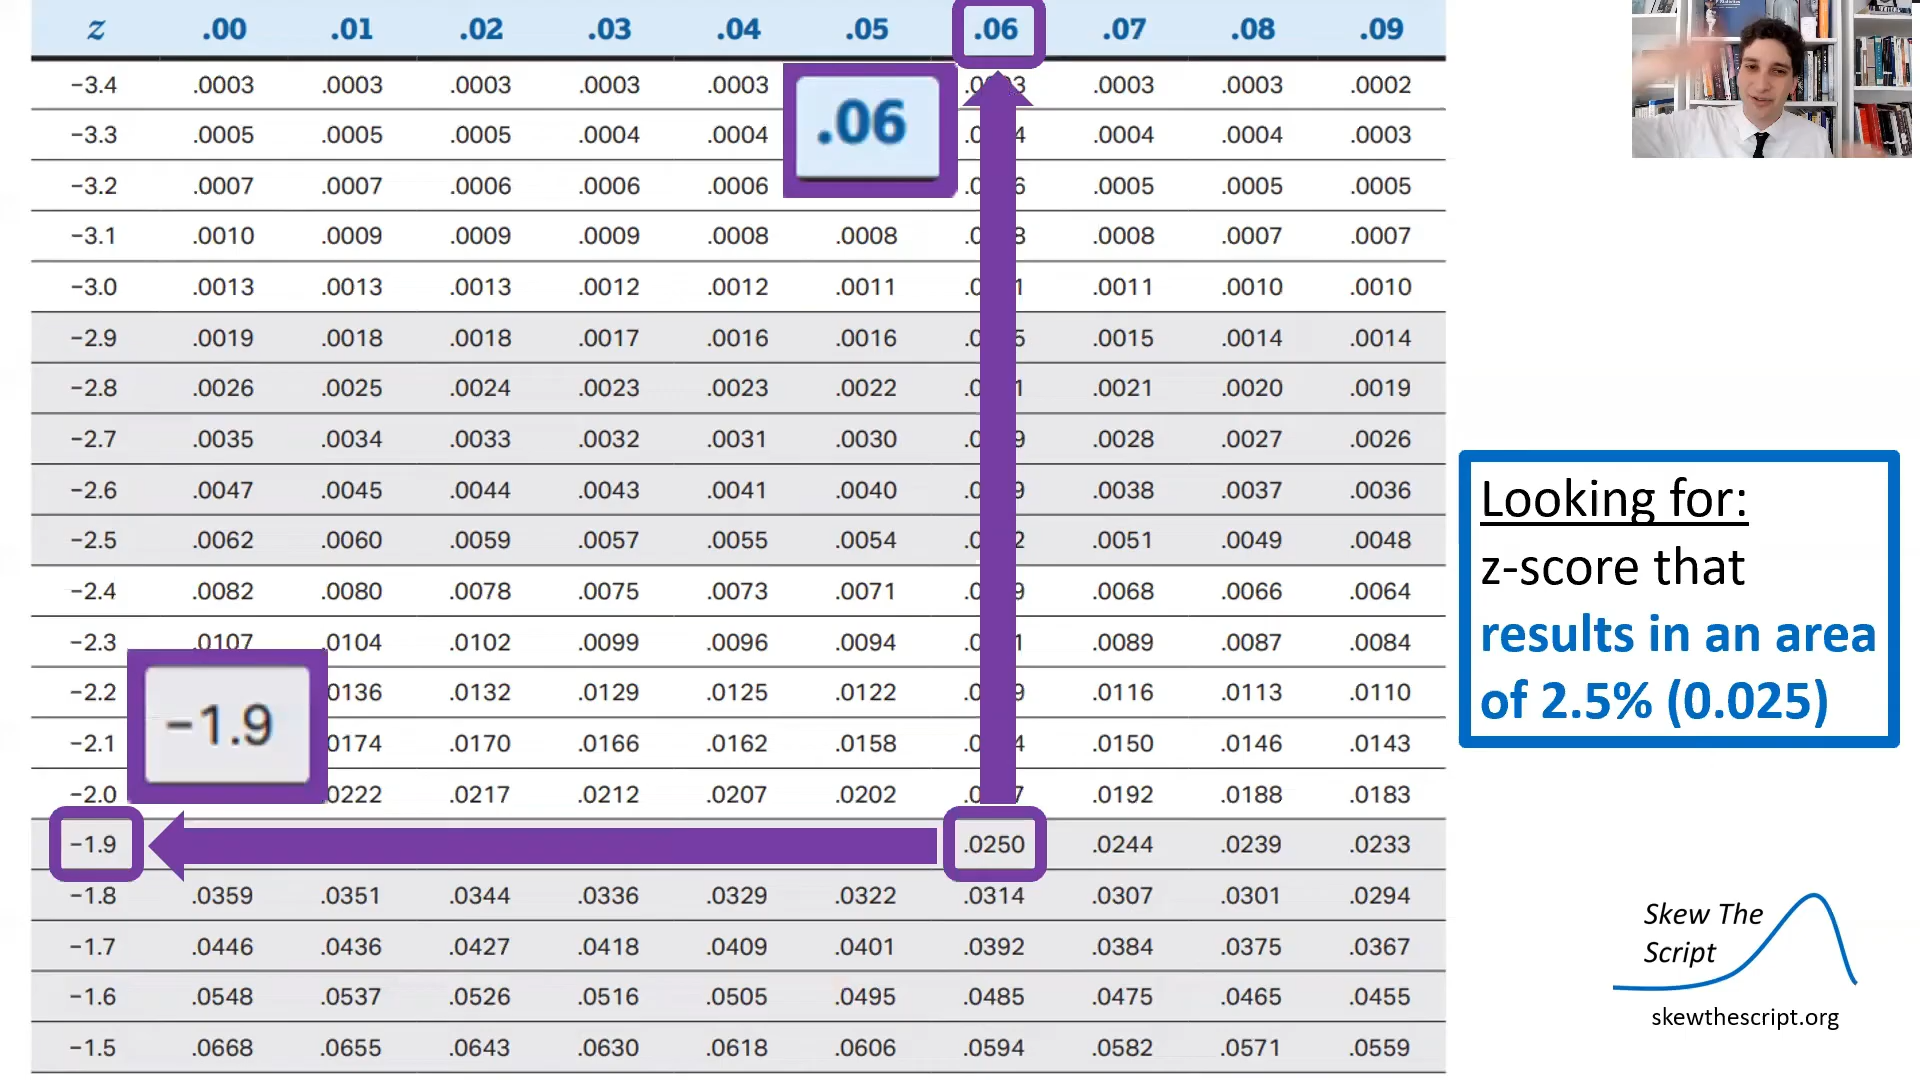 z .00 .01 .02 .03 .04 .05 .06 .07 .08 .09
−3.4 .0003 .0003 .0003 .0003 .0003 .0003 .0003 .0002
−3.3 .0005 .0005 .0005 .0004 .0004 .0004 .0004 .0003
.06
−3.2 .0007 .0007 .0006 .0006 .0006 .0005 .0005 .0005
−3.1 .0010 .0009 .0009 .0009 .0008 .0008 .0008 .0007 .0007
−3.0 .0013 .0013 .0013 .0012 .0012 .0011 .0011 .0010 .0010
−2.9 .0019 .0018 .0018 .0017 .0016 .0016 .0015 .0014 .0014
−2.8 .0026 .0025 .0024 .0023 .0023 .0022 .0021 .0020 .0019
−2.7 .0035 .0034 .0033 .0032 .0031 .0030 .0028 .0027 .0026
−2.6 .0047 .0045 .0044 .0043 .0041 .0040 .0038 .0037 .0036
−2.5 .0062 .0060 .0059 .0057 .0055 .0054 .0051 .0049 .0048
−2.4 .0082 .0080 .0078 .0075 .0073 .0071 .0068 .0066 .0064
−2.3 .0107 .0104 .0102 .0099 .0096 .0094 .0089 .0087 .0084
−2.2 0136 .0132 .0129 .0125 .0122 .0116 .0113 .0110
−1.9
−2.1 0174 .0170 .0166 .0162 .0158 .0150 .0146 .0143
−2.0 0222 .0217 .0212 .0207 .0202 .0192 .0188 .0183
−1.9 .0250 .0244 .0239 .0233
−1.8 .0359 .0351 .0344 .0336 .0329 .0322 .0314 .0307 .0301 .0294
−1.7 .0446 .0436 .0427 .0418 .0409 .0401 .0392 .0384 .0375 .0367
−1.6 .0548 .0537 .0526 .0516 .0505 .0495 .0485 .0475 .0465 .0455
−1.5 .0668 .0655 .0643 .0630 .0618 .0606 .0594 .0582 .0571 .0559
Looking for:
z-score that
results in an area
of 2.5% (0.025)
Skew The
Script
skewthescript.org